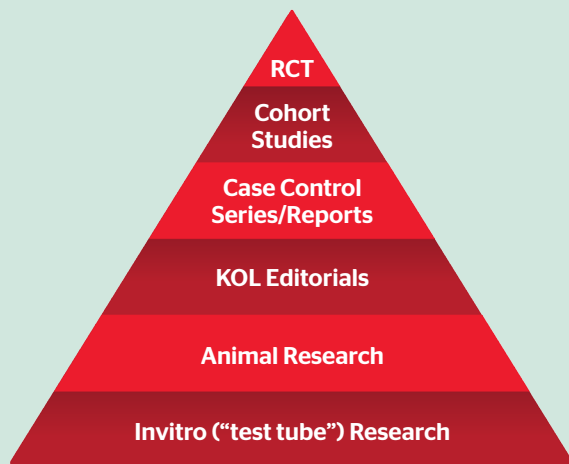 RCT
Cohort
Studies
Case Control
Series/Reports
KOL Editorials
Animal Research
Invitro (“test tube”) Research